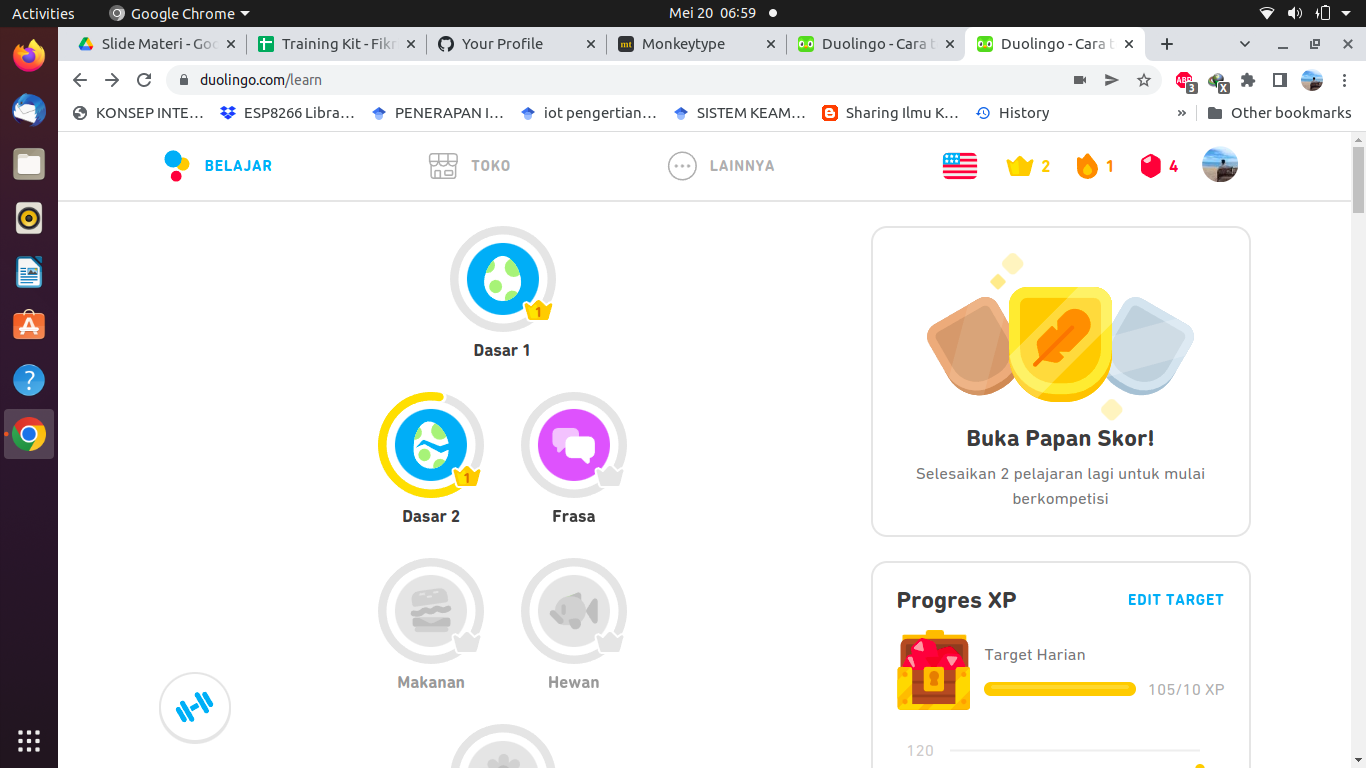 Activities
Google Chrome
Mei 20 06:59
Slide Materi - Goo
Training Kit - Fikr
Your Profile
mt
Monkeytype
Duolingo - Cara t
Duolingo - Cara t
duolingo.com/learn
ABP
3
X
KONSEP INTE...
ESP8266 Libra...
PENERAPAN I...
iot pengertian...
SISTEM KEAM...
Sharing Ilmu K...
History
»
Other bookmarks
BELAJAR
TOKO
LAINNYA
2
1
4
1
Dasar 1
1
Dasar 2
Frasa
Makanan
Hewan
Buka Papan Skor!
Selesaikan 2 pelajaran lagi untuk mulai
berkompetisi
Progres XP
EDIT TARGET
Target Harian
105/10 XP
120